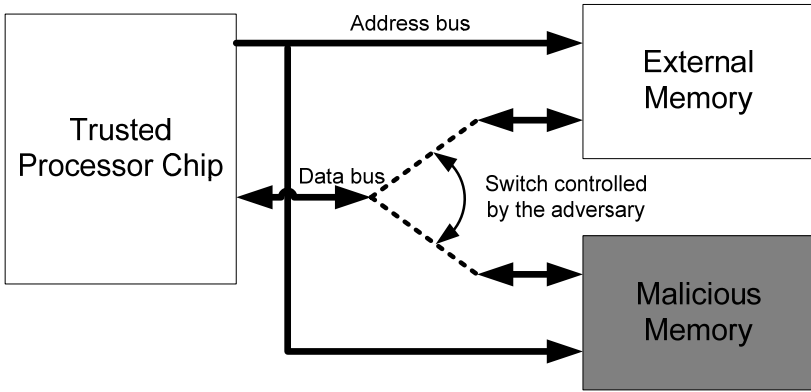 Address bus
External
Memory
Trusted
Processor Chip
Data bus
Switch controlled
by the adversary
Malicious
Memory